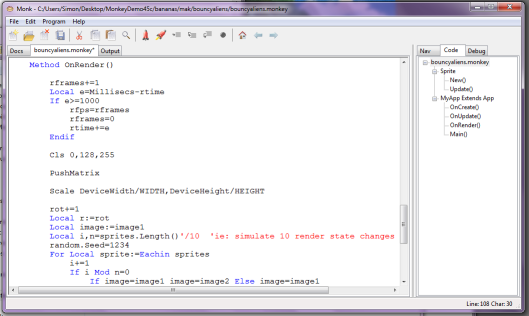 Monk - C:/Users/Simon/Desktop/MonkeyDemo45c/bananas/mak/bouncyaliens/bouncyaliens.monkey
File Edit Program Help
Docs bouncyaliens.monkey* Output
Nav Code Debug
Method OnRender()
rframes+=1
Local e=Millisecs-rtime
If e>=1000
rfps=rframes
rframes=0
rtime+=e
Endif
Cls 0,128,255
PushMatrix
Scale DeviceWidth/WIDTH,DeviceHeight/HEIGHT
rot+=1
Local r:=rot
Local image:=image1
Local i,n=sprites.Length()'/10 'ie: simulate 10 render state changes
random.Seed=1234
For Local sprite:=Eachin sprites
i+=1
If i Mod n=0
If image=image1 image=image2 Else image=image1
bouncyaliens.monkey
Sprite
New()
Update()
MyApp Extends App
OnCreate()
OnUpdate()
OnRender()
Main()
Line:108 Char:30